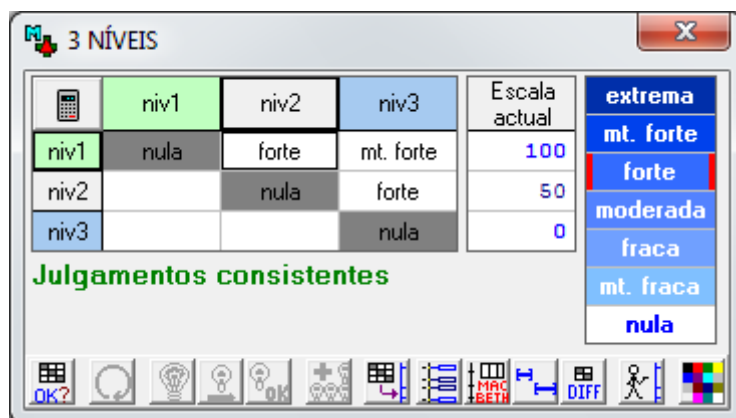 3 NÍVEIS
niv1 niv2 niv3 Escala actual
niv1 nula forte mt. forte 100
niv2 nula forte 50
niv3 nula 0
Julgamentos consistentes
extrema
mt. forte
forte
moderada
fraca
mt. fraca
nula
OK? OK MAC BETH DIFF